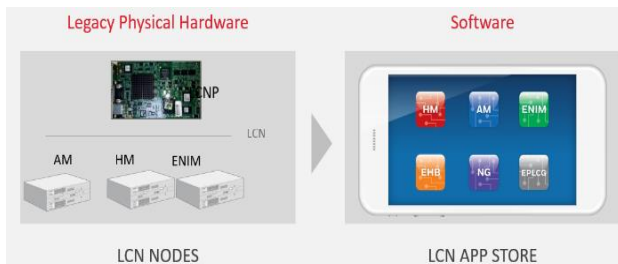 Legacy Physical Hardware
Software
CNP
LCN
AM
HM
ENIM
HM
AM
ENIM
EHB
NG
EPLCG
LCN NODES
LCN APP STORE